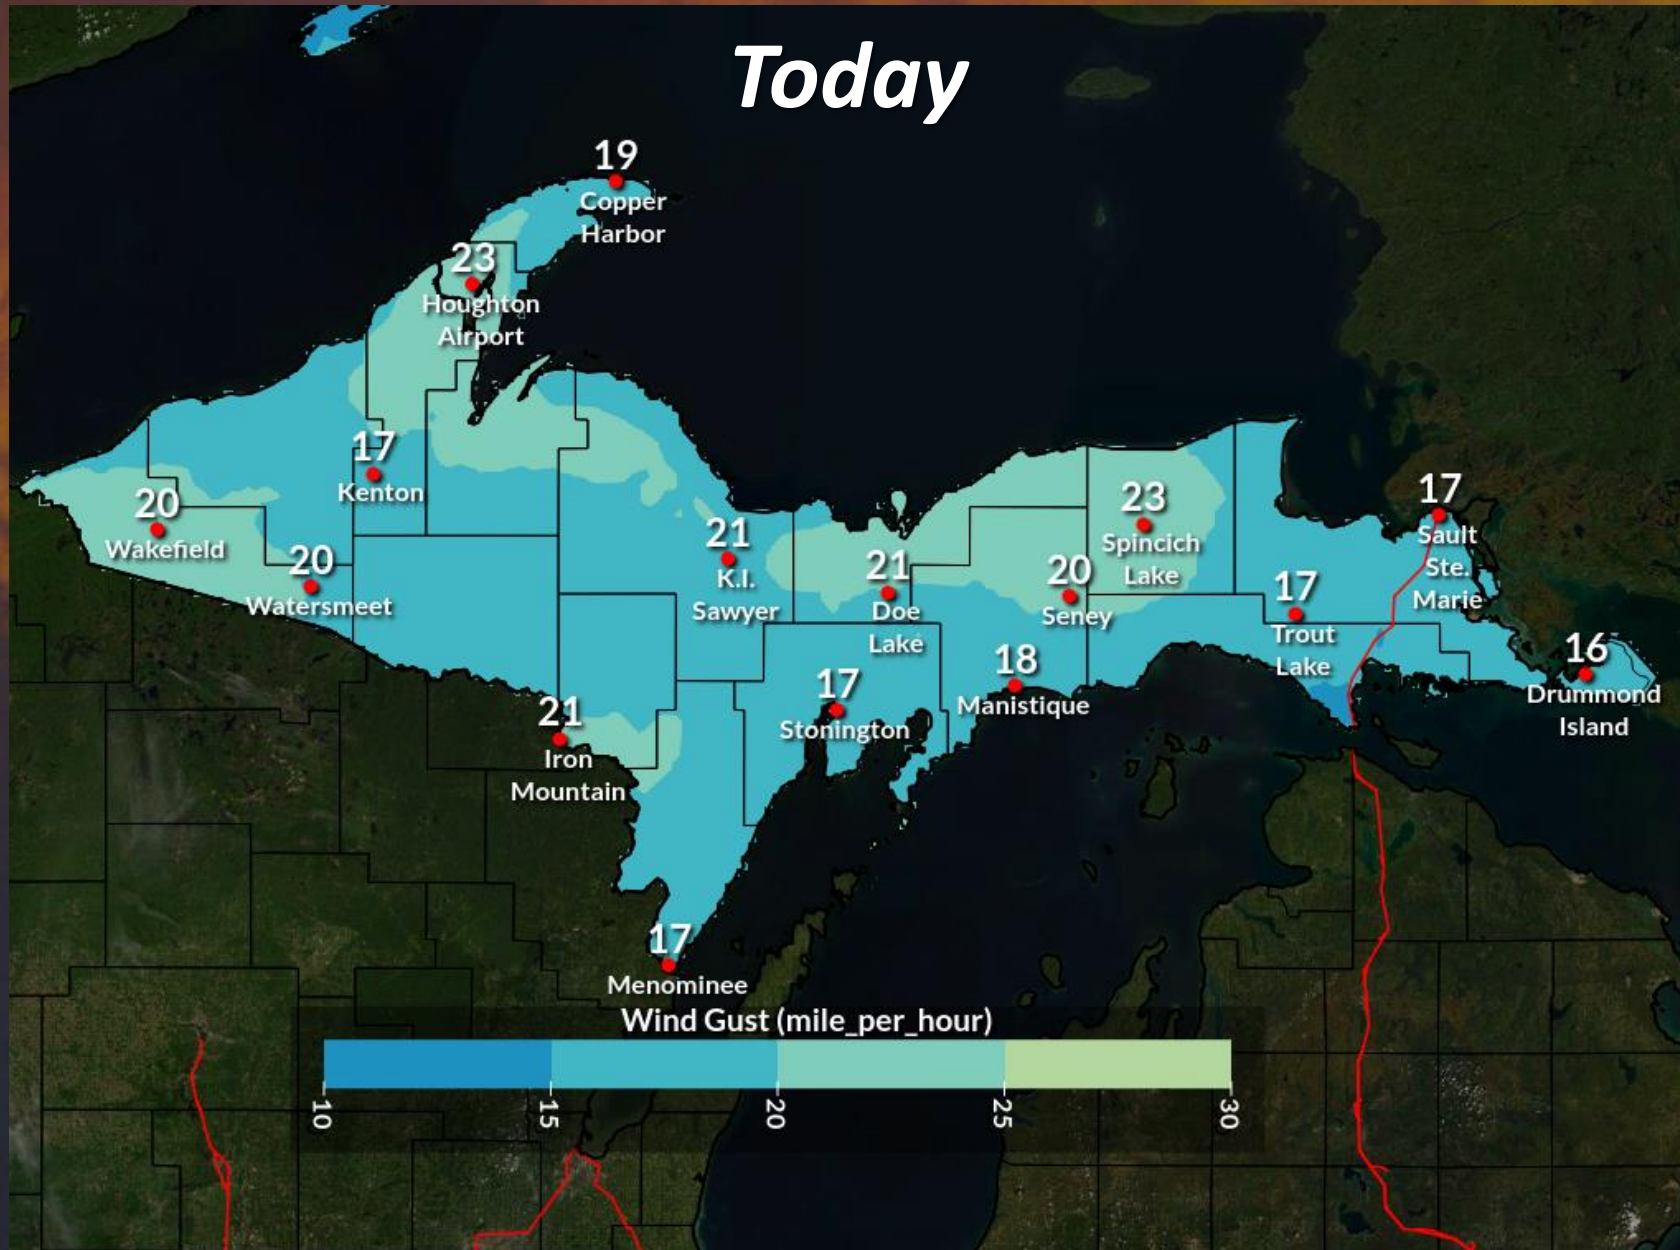 Today
19
Copper
Harbor
23
Houghton
Airport
17
Kenton
20
Wakefield
20
Watersmeet
21
K.I.
Sawyer
21
Doe
Lake
20
Seney
23
Spincich
Lake
17
Sault
Ste.
Marie
17
Trout
Lake
16
Drummond
Island
18
Manistique
17
Stonington
21
Iron
Mountain
17
Menominee
Wind Gust (mile_per_hour)
10
15
20
25
30